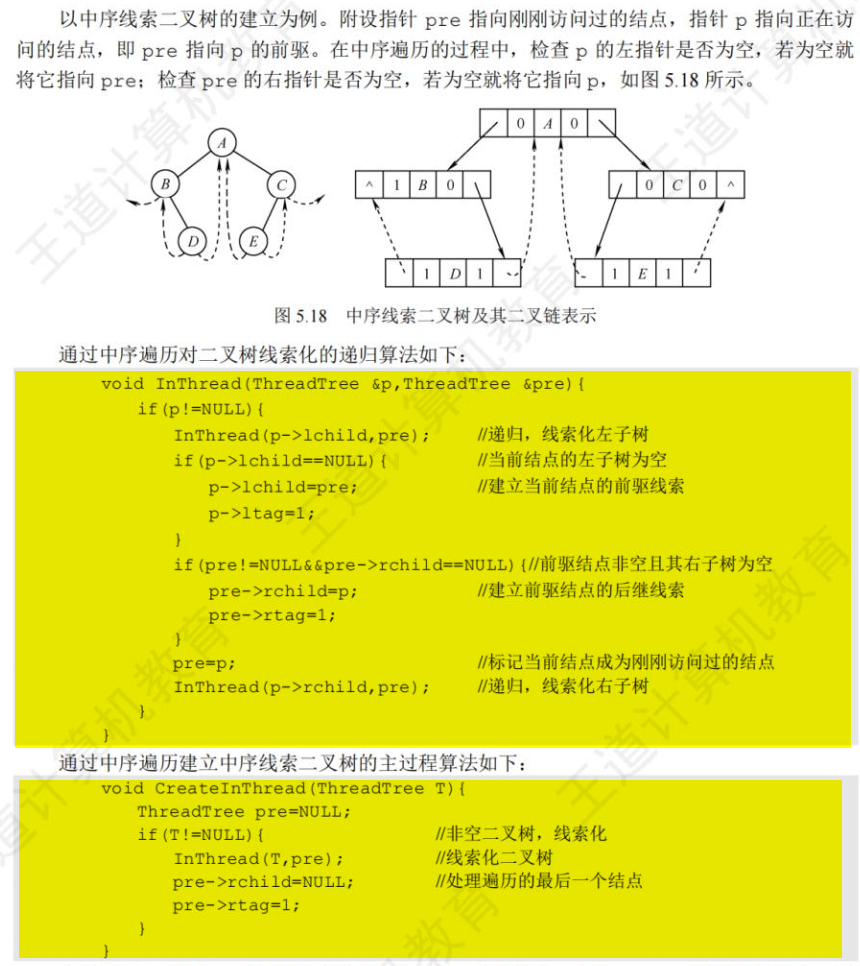 以中序线索二叉树的建立为例。附设指针 pre 指向刚刚访问过的结点，指针 p 指向正在访
问的结点，即 pre 指向 p 的前驱。在中序遍历的过程中，检查 p 的左指针是否为空，若为空就
将它指向 pre；检查 pre 的右指针是否为空，若为空就将它指向 p，如图 5.18 所示。
A
B C
D E
0 A 0
^ 1 B 0
0 C 0 ^
1 D 1
1 E 1
图 5.18 中序线索二叉树及其二叉链表示
通过中序遍历对二叉树线索化的递归算法如下：
void InThread(ThreadTree &p,ThreadTree &pre){
if(p!=NULL){
InThread(p->lchild,pre); //递归，线索化左子树
if(p->lchild==NULL){ //当前结点的左子树为空
p->lchild=pre; //建立当前结点的前驱线索
p->ltag=1;
}
if(pre!=NULL&&pre->rchild==NULL){//前驱结点非空且其右子树为空
pre->rchild=p; //建立前驱结点的后继线索
pre->rtag=1;
}
pre=p; //标记当前结点成为刚刚访问过的结点
InThread(p->rchild,pre); //递归，线索化右子树
}
}
通过中序遍历建立中序线索二叉树的主过程算法如下：
void CreateInThread(ThreadTree T){
ThreadTree pre=NULL;
if(T!=NULL){ //非空二叉树，线索化
InThread(T,pre); //线索化二叉树
pre->rchild=NULL; //处理遍历的最后一个结点
pre->rtag=1;
}
}
王道计算机教育